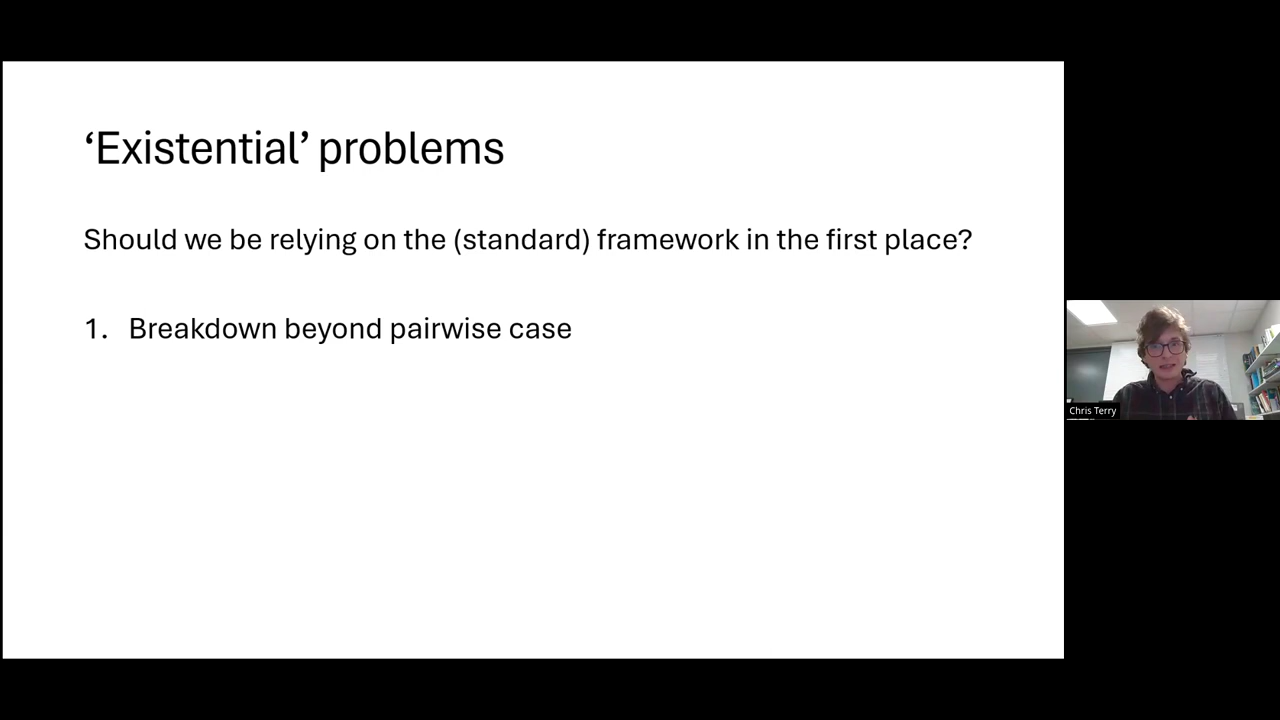 ‘Existential’ problems
Should we be relying on the (standard) framework in the first place?
1. Breakdown beyond pairwise case
Chris Terry